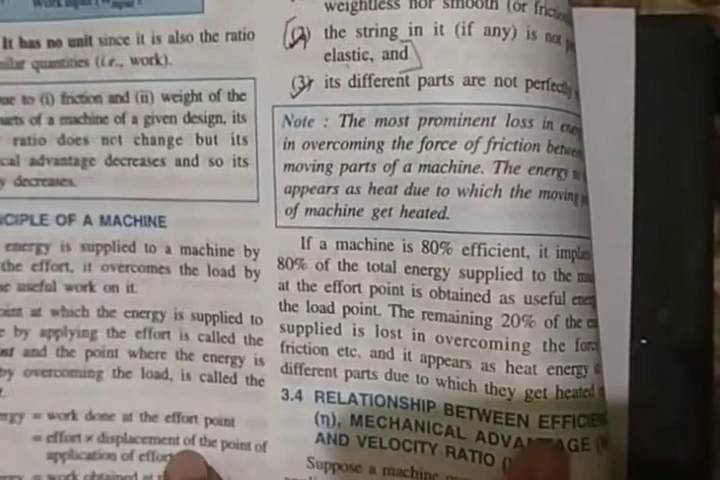 It has no unit since it is also the ratio
quantities (i.e., work).
to (i) friction and (ii) weight of the
of a machine of a given design, its
ratio does not change but its
advantage decreases and so its
decreases.
OF A MACHINE
energy is supplied to a machine by
the effort, it overcomes the load by
useful work on it.
at which the energy is supplied to
by applying the effort is called the
and the point where the energy is
by overcoming the load, is called the
= work done at the effort point
= effort × displacement of the point of
application of effort
weightless nor smooth (or
(2) the string in it (if any) is not
elastic, and
(3) its different parts are not perfectly
Note : The most prominent loss in
in overcoming the force of friction
moving parts of a machine. The energy
appears as heat due to which the moving
of machine get heated.
If a machine is 80% efficient, it
80% of the total energy supplied to the
at the effort point is obtained as useful
the load point. The remaining 20% of the
supplied is lost in overcoming the
friction etc. and it appears as heat energy
different parts due to which they get heated
3.4 RELATIONSHIP BETWEEN
(η), MECHANICAL
AND VELOCITY RATIO
Suppose a machine